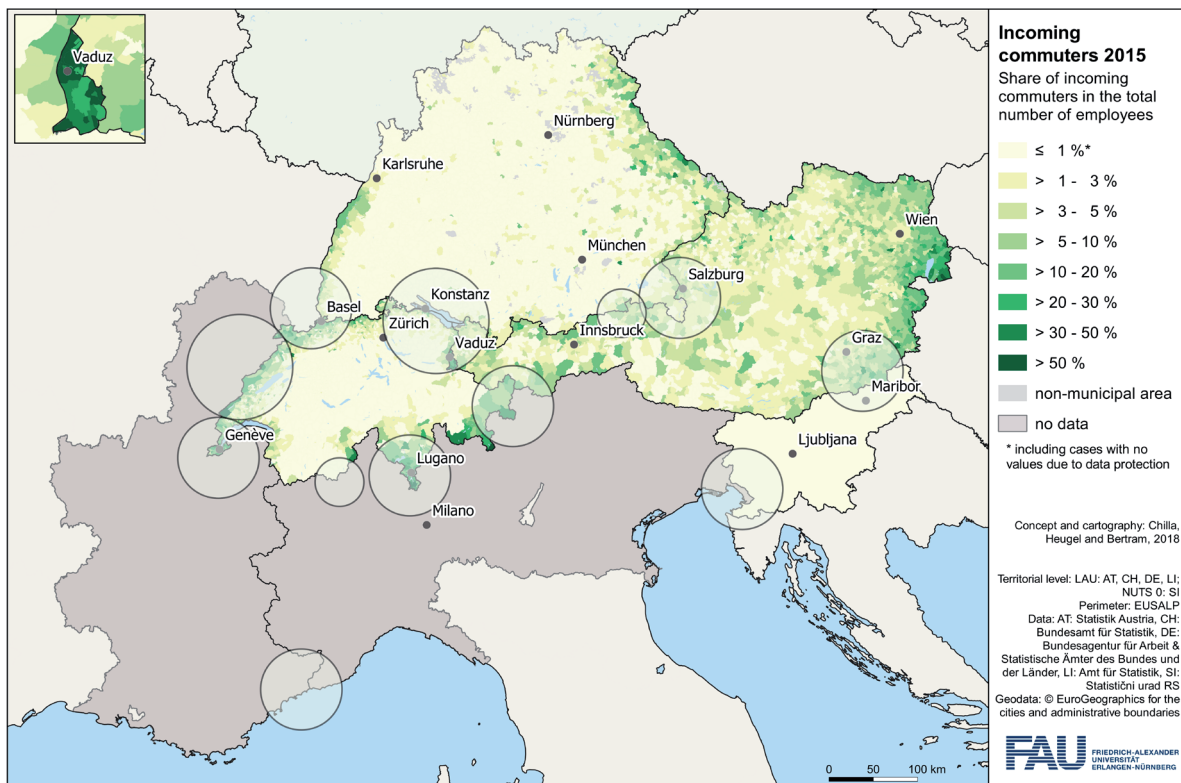 Vaduz
Nürnberg
Karlsruhe
Wien
München
Salzburg
Konstanz
Basel
Zürich
Innsbruck
Vaduz
Graz
Maribor
Genève
Lugano
Ljubljana
Milano
0 50 100 km
Incoming
commuters 2015
Share of incoming
commuters in the total
number of employees
≤ 1 %*
> 1 - 3 %
> 3 - 5 %
> 5 - 10 %
> 10 - 20 %
> 20 - 30 %
> 30 - 50 %
> 50 %
non-municipal area
no data
* including cases with no
values due to data protection
Concept and cartography: Chilla,
Heugel and Bertram, 2018
Territorial level: LAU: AT, CH, DE, LI;
NUTS 0: SI
Perimeter: EUSALP
Data: AT: Statistik Austria, CH:
Bundesamt für Statistik, DE:
Bundesagentur für Arbeit &
Statistische Ämter des Bundes und
der Länder, LI: Amt für Statistik, SI:
Statistični urad RS
Geodata: © EuroGeographics for the
cities and administrative boundaries
FAU
FRIEDRICH-ALEXANDER
UNIVERSITÄT
ERLANGEN-NÜRNBERG